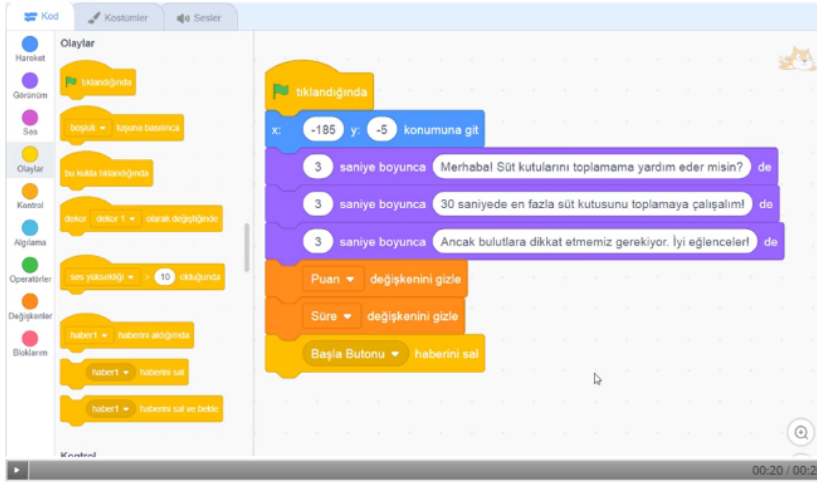 Kod Kostümler Sesler
Olaylar
Hareket
Görünüm
Ses
Olaylar
Kontrol
Algılama
Operatörler
Değişkenler
Bloklarım
tıklandığında
boşluk tuşuna basılınca
bu kukla tıklandığında
dekor dekor 1 olarak değiştiğinde
ses yüksekliği > 10 olduğunda
haber1 haberini aldığımda
haber1 haberini sal
haber1 haberini sal ve bekle
Kontrol
tıklandığında
x: -185 y: -5 konumuna git
3 saniye boyunca Merhaba! Süt kutularını toplamama yardım eder misin? de
3 saniye boyunca 30 saniyede en fazla süt kutusunu toplamaya çalışalım! de
3 saniye boyunca Ancak bulutlara dikkat etmemiz gerekiyor. İyi eğlenceler! de
Puan değişkenini gizle
Süre değişkenini gizle
Başla Butonu haberini sal
00:20 / 00:2